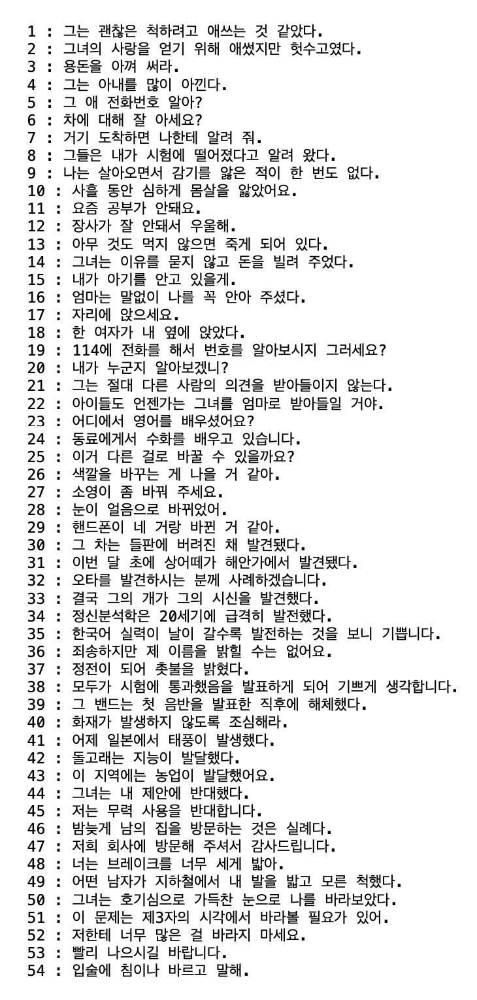 1 : 그는 괜찮은 척하려고 애쓰는 것 같았다.
2 : 그녀의 사랑을 얻기 위해 애썼지만 헛수고였다.
3 : 용돈을 아껴 써라.
4 : 그는 아내를 많이 아낀다.
5 : 그 애 전화번호 알아?
6 : 차에 대해 잘 아세요?
7 : 거기 도착하면 나한테 알려 줘.
8 : 그들은 내가 시험에 떨어졌다고 알려 왔다.
9 : 나는 살아오면서 감기를 앓은 적이 한 번도 없다.
10 : 사흘 동안 심하게 몸살을 앓았어요.
11 : 요즘 공부가 안돼요.
12 : 장사가 잘 안돼서 우울해.
13 : 아무 것도 먹지 않으면 죽게 되어 있다.
14 : 그녀는 이유를 묻지 않고 돈을 빌려 주었다.
15 : 내가 아기를 안고 있을게.
16 : 엄마는 말없이 나를 꼭 안아 주셨다.
17 : 자리에 앉으세요.
18 : 한 여자가 내 옆에 앉았다.
19 : 114에 전화를 해서 번호를 알아보시지 그러세요?
20 : 내가 누군지 알아보겠니?
21 : 그는 절대 다른 사람의 의견을 받아들이지 않는다.
22 : 아이들도 언젠가는 그녀를 엄마로 받아들일 거야.
23 : 어디에서 영어를 배우셨어요?
24 : 동료에게서 수화를 배우고 있습니다.
25 : 이거 다른 걸로 바꿀 수 있을까요?
26 : 색깔을 바꾸는 게 나을 거 같아.
27 : 소영이 좀 바꿔 주세요.
28 : 눈이 얼음으로 바뀌었어.
29 : 핸드폰이 네 거랑 바뀐 거 같아.
30 : 그 차는 들판에 버려진 채 발견됐다.
31 : 이번 달 초에 상어떼가 해안가에서 발견됐다.
32 : 오타를 발견하시는 분께 사례하겠습니다.
33 : 결국 그의 개가 그의 시신을 발견했다.
34 : 정신분석학은 20세기에 급격히 발전했다.
35 : 한국어 실력이 날이 갈수록 발전하는 것을 보니 기쁩니다.
36 : 죄송하지만 제 이름을 밝힐 수는 없어요.
37 : 정전이 되어 촛불을 밝혔다.
38 : 모두가 시험에 통과했음을 발표하게 되어 기쁘게 생각합니다.
39 : 그 밴드는 첫 음반을 발표한 직후에 해체했다.
40 : 화재가 발생하지 않도록 조심해라.
41 : 어제 일본에서 태풍이 발생했다.
42 : 돌고래는 지능이 발달했다.
43 : 이 지역에는 농업이 발달했어요.
44 : 그녀는 내 제안에 반대했다.
45 : 저는 무력 사용을 반대합니다.
46 : 밤늦게 남의 집을 방문하는 것은 실례다.
47 : 저희 회사에 방문해 주셔서 감사드립니다.
48 : 너는 브레이크를 너무 세게 밟아.
49 : 어떤 남자가 지하철에서 내 발을 밟고 모른 척했다.
50 : 그녀는 호기심으로 가득찬 눈으로 나를 바라보았다.
51 : 이 문제는 제3자의 시각에서 바라볼 필요가 있어.
52 : 저한테 너무 많은 걸 바라지 마세요.
53 : 빨리 나으시길 바랍니다.
54 : 입술에 침이나 바르고 말해.